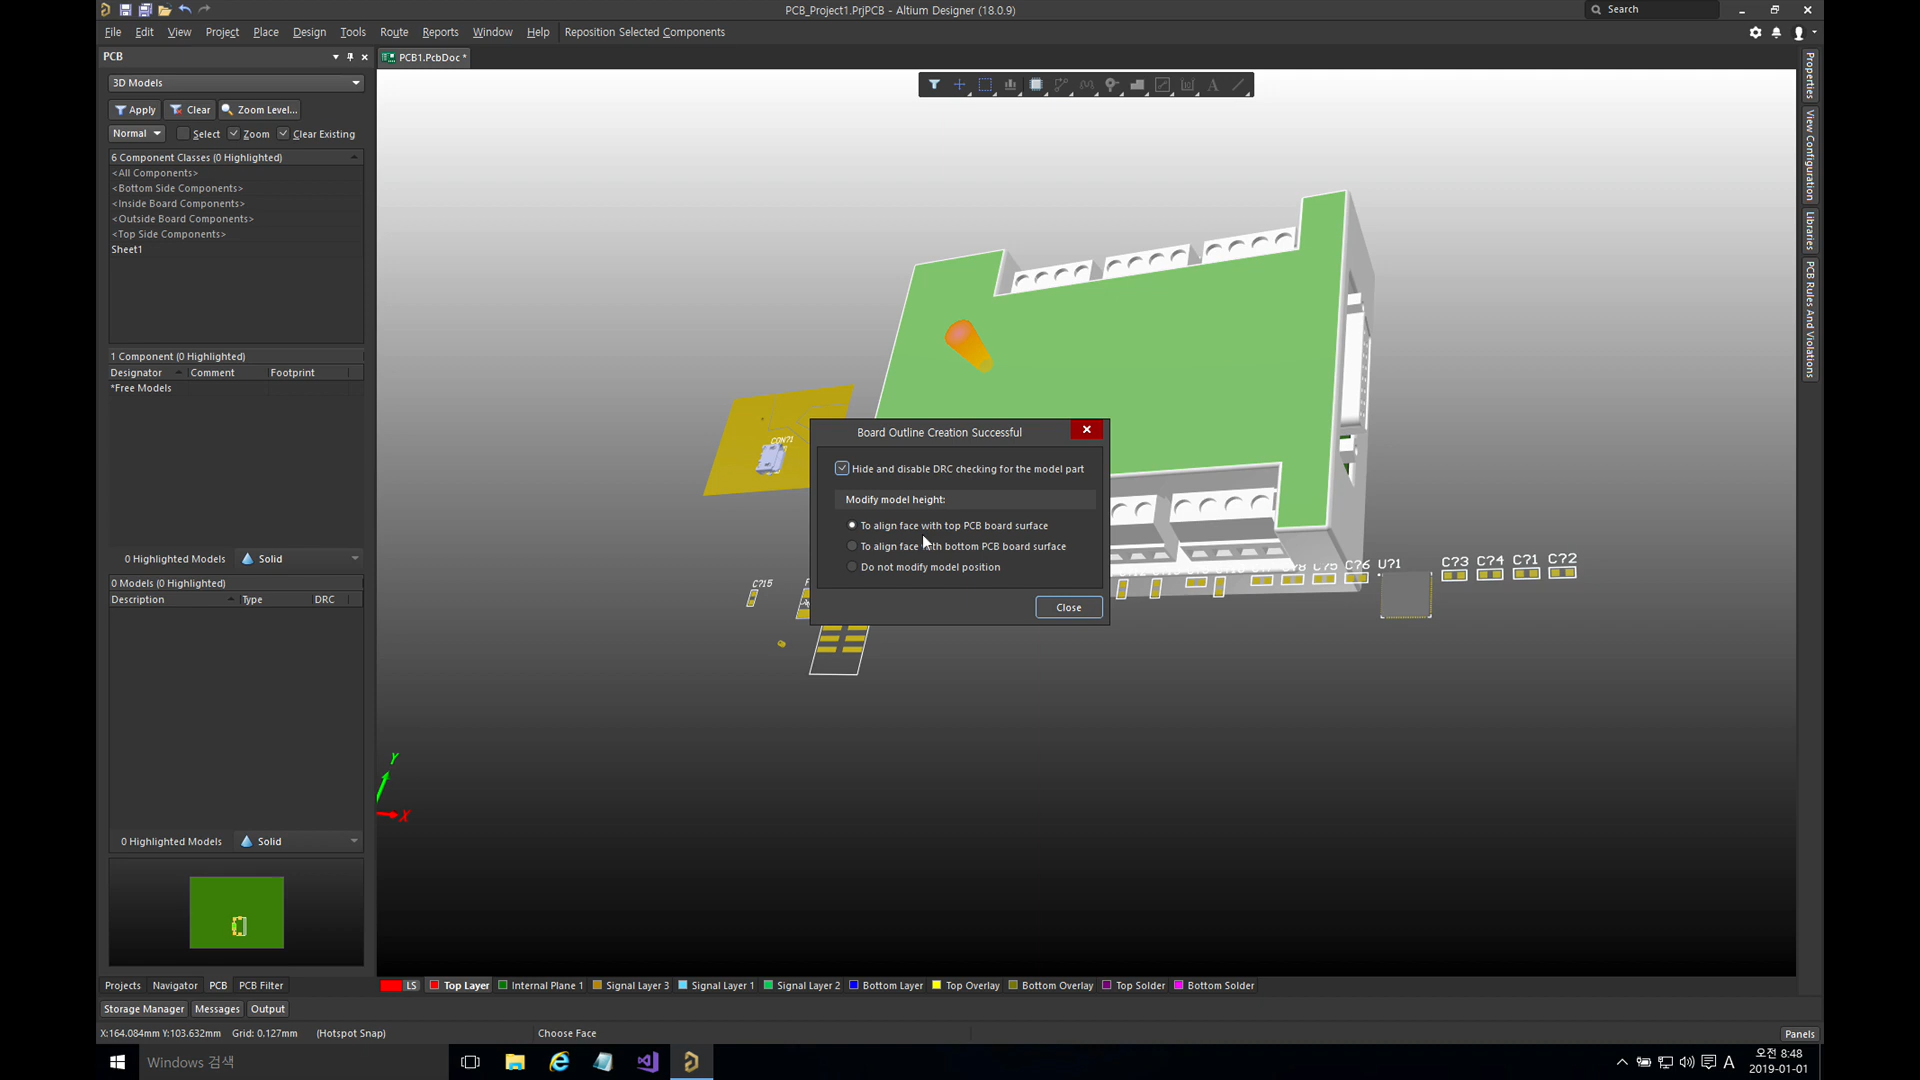 PCB_Project1.PrjPCB - Altium Designer (18.0.9)
Search
File Edit View Project Place Design Tools Route Reports Window Help Reposition Selected Components
PCB
PCB1.PcbDoc *
3D Models
Apply Clear Zoom Level...
Normal Select Zoom Clear Existing
6 Component Classes (0 Highlighted)
<All Components>
<Bottom Side Components>
<Inside Board Components>
<Outside Board Components>
<Top Side Components>
Sheet1
1 Component (0 Highlighted)
Designator Comment Footprint
*Free Models
0 Highlighted Models Solid
0 Models (0 Highlighted)
Description Type DRC
0 Highlighted Models Solid
Properties
View Configuration
Libraries
PCB Rules And Violations
CON?1
Board Outline Creation Successful
Hide and disable DRC checking for the model part
Modify model height:
To align face with top PCB board surface
To align face with bottom PCB board surface
Do not modify model position
Close
C?15
C?8 C?5 C?6 U?1 C?3 C?4 C?1 C?2
Y
X
Projects Navigator PCB PCB Filter
LS Top Layer Internal Plane 1 Signal Layer 3 Signal Layer 1 Signal Layer 2 Bottom Layer Top Overlay Bottom Overlay Top Solder Bottom Solder
Storage Manager Messages Output
X:164.084mm Y:103.632mm Grid: 0.127mm (Hotspot Snap) Choose Face
Panels
Windows 검색
A
오전 8:48
2019-01-01